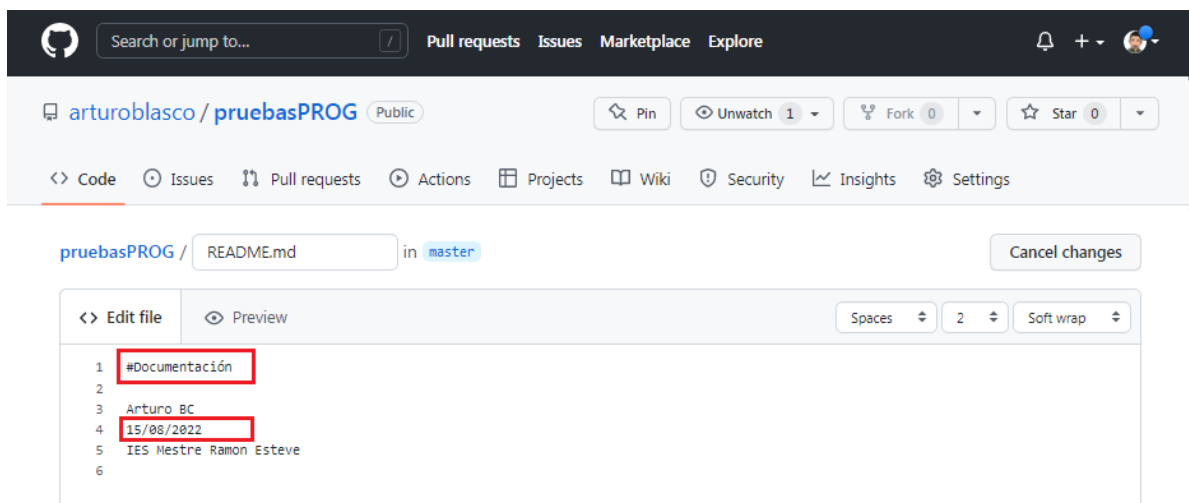 Search or jump to... / Pull requests Issues Marketplace Explore
arturoblasco / pruebasPROG Public Pin Unwatch 1 Fork 0 Star 0
Code Issues Pull requests Actions Projects Wiki Security Insights Settings
pruebasPROG / README.md in master Cancel changes
Edit file Preview Spaces 2 Soft wrap
1 #Documentación
2
3 Arturo BC
4 15/08/2022
5 IES Mestre Ramon Esteve
6